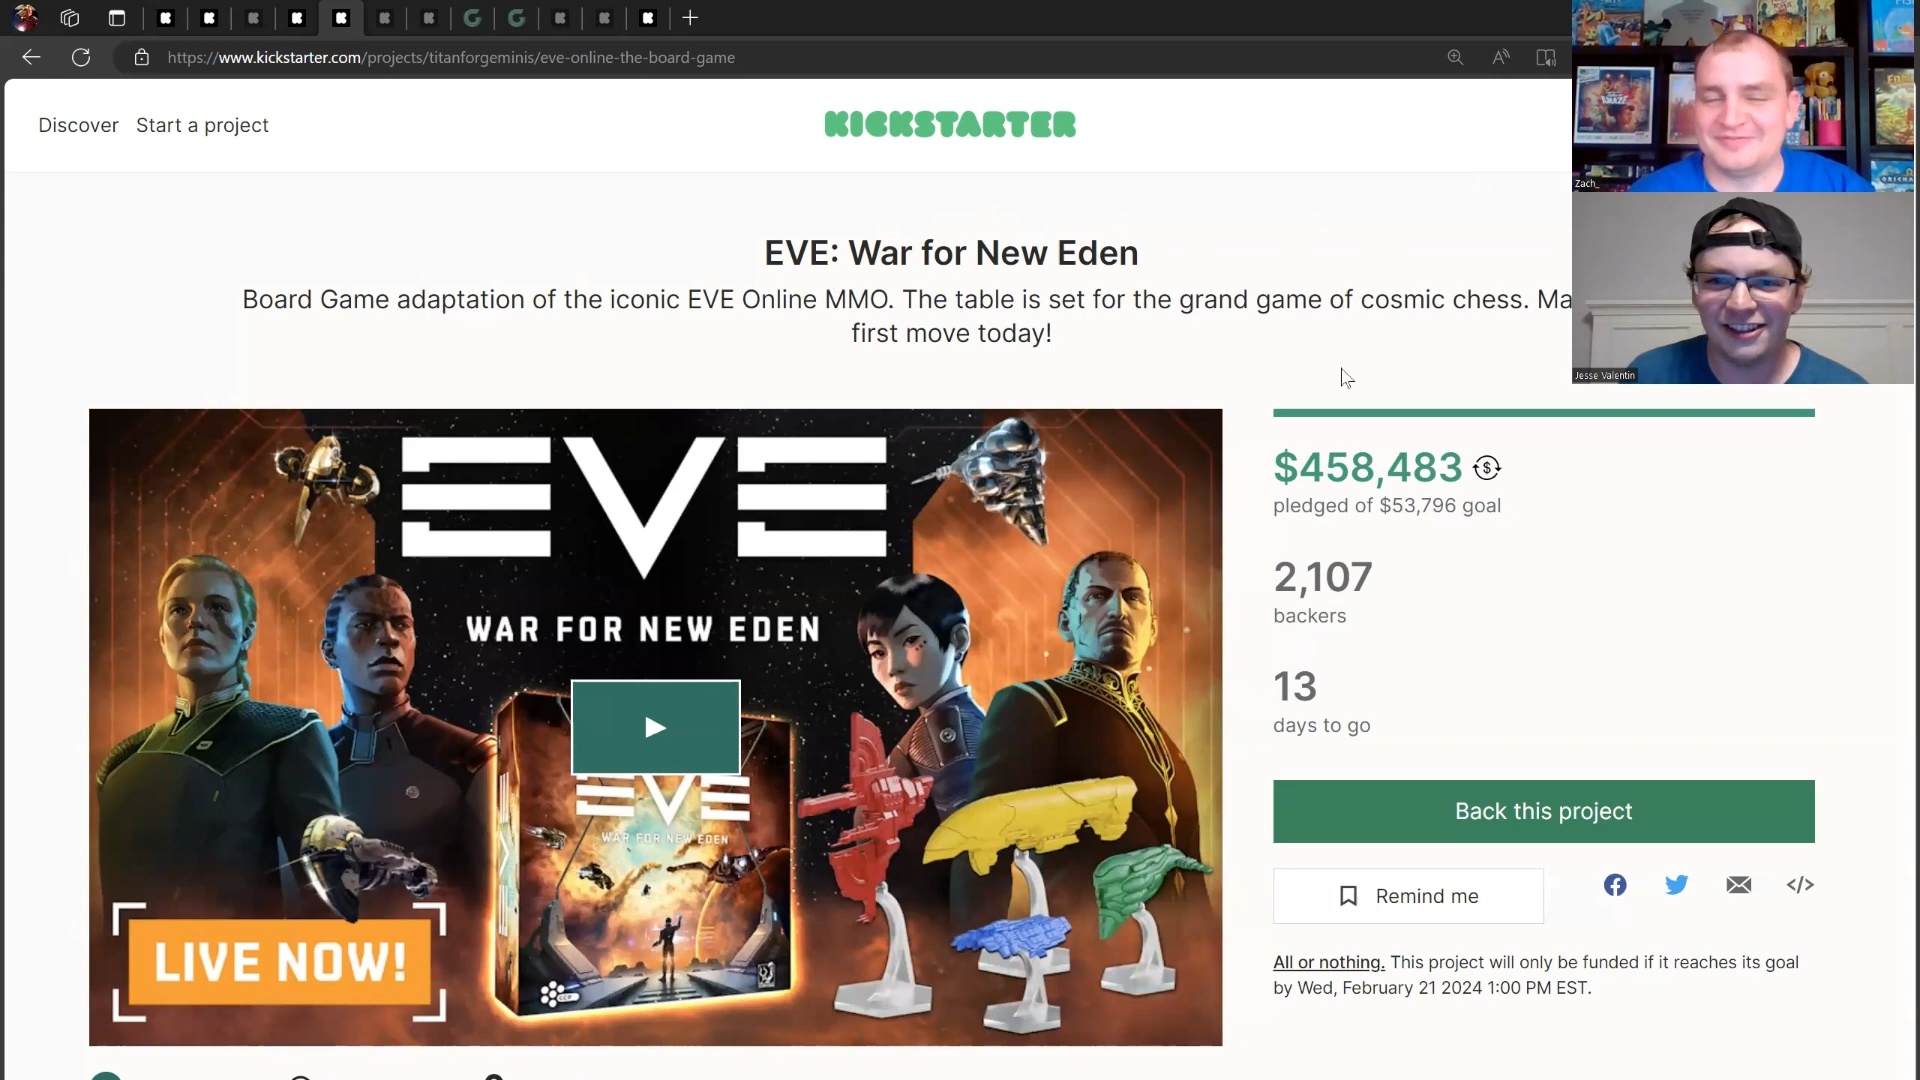 https://www.kickstarter.com/projects/titanforgeminis/eve-online-the-board-game
Discover Start a project
KICKSTARTER
Zach_
Jesse Valentin
EVE: War for New Eden
Board Game adaptation of the iconic EVE Online MMO. The table is set for the grand game of cosmic chess. Ma
first move today!
EVE
WAR FOR NEW EDEN
EVE
WAR FOR NEW EDEN
LIVE NOW!
$458,483
pledged of $53,796 goal
2,107
backers
13
days to go
Back this project
Remind me
All or nothing. This project will only be funded if it reaches its goal
by Wed, February 21 2024 1:00 PM EST.